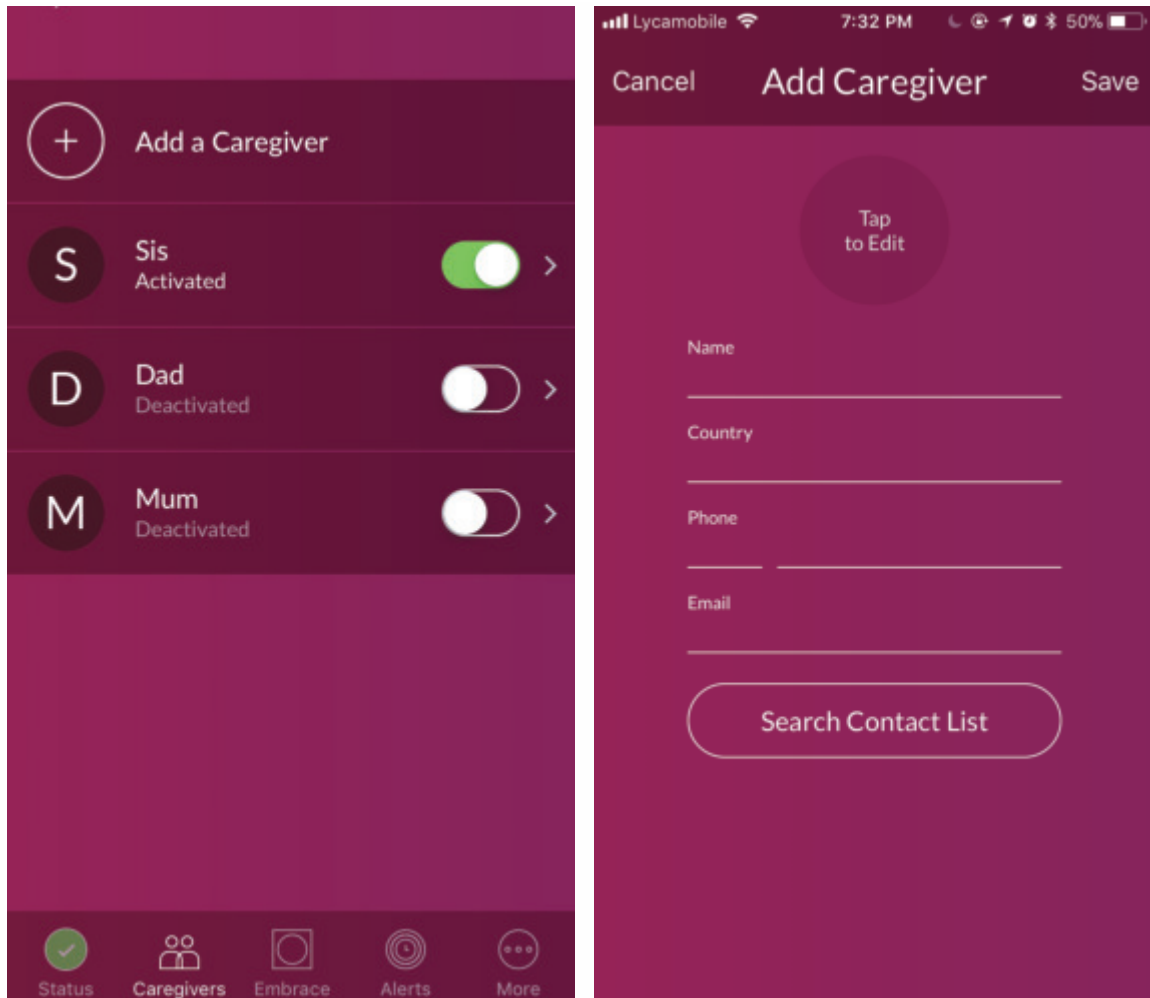 Add a Caregiver
S
Sis
Activated
D
Dad
Deactivated
M
Mum
Deactivated
Status
Caregivers
Embrace
Alerts
More
Lycamobile
7:32 PM
50%
Cancel
Add Caregiver
Save
Tap
to Edit
Name
Country
Phone
Email
Search Contact List